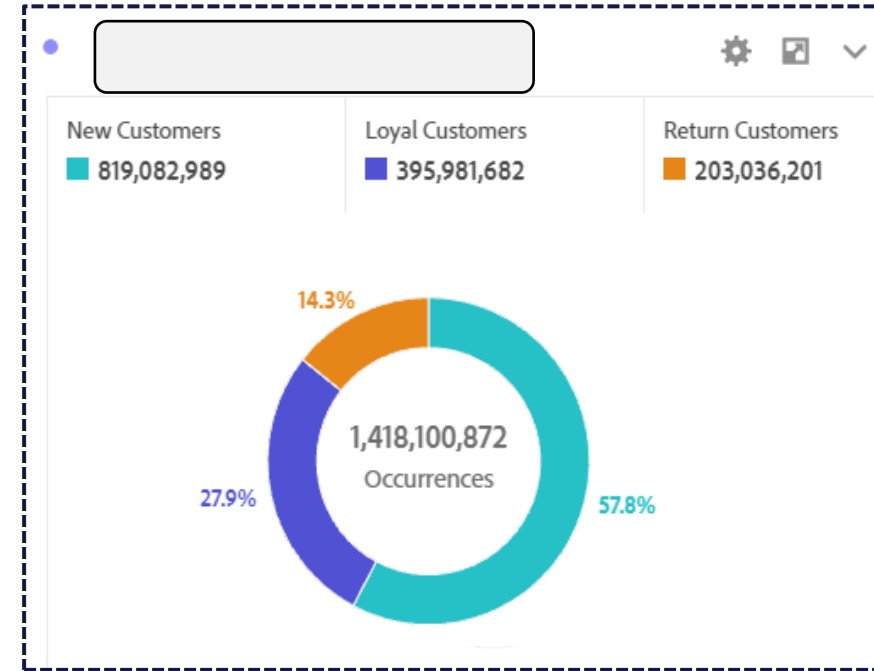 New Customers
819,082,989
Loyal Customers
395,981,682
Return Customers
203,036,201
14.3%
1,418,100,872
Occurrences
27.9%
57.8%